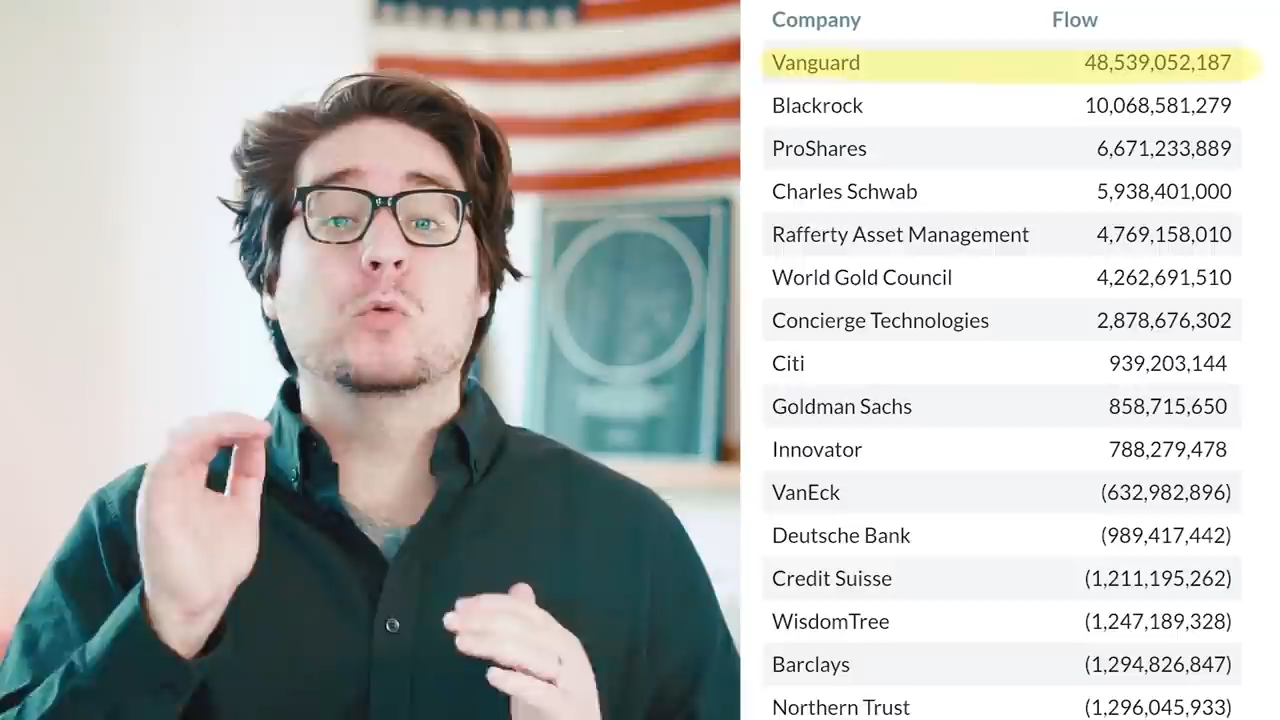 Company Flow
Vanguard 48,539,052,187
Blackrock 10,068,581,279
ProShares 6,671,233,889
Charles Schwab 5,938,401,000
Rafferty Asset Management 4,769,158,010
World Gold Council 4,262,691,510
Concierge Technologies 2,878,676,302
Citi 939,203,144
Goldman Sachs 858,715,650
Innovator 788,279,478
VanEck (632,982,896)
Deutsche Bank (989,417,442)
Credit Suisse (1,211,195,262)
WisdomTree (1,247,189,328)
Barclays (1,294,826,847)
Northern Trust (1,296,045,933)